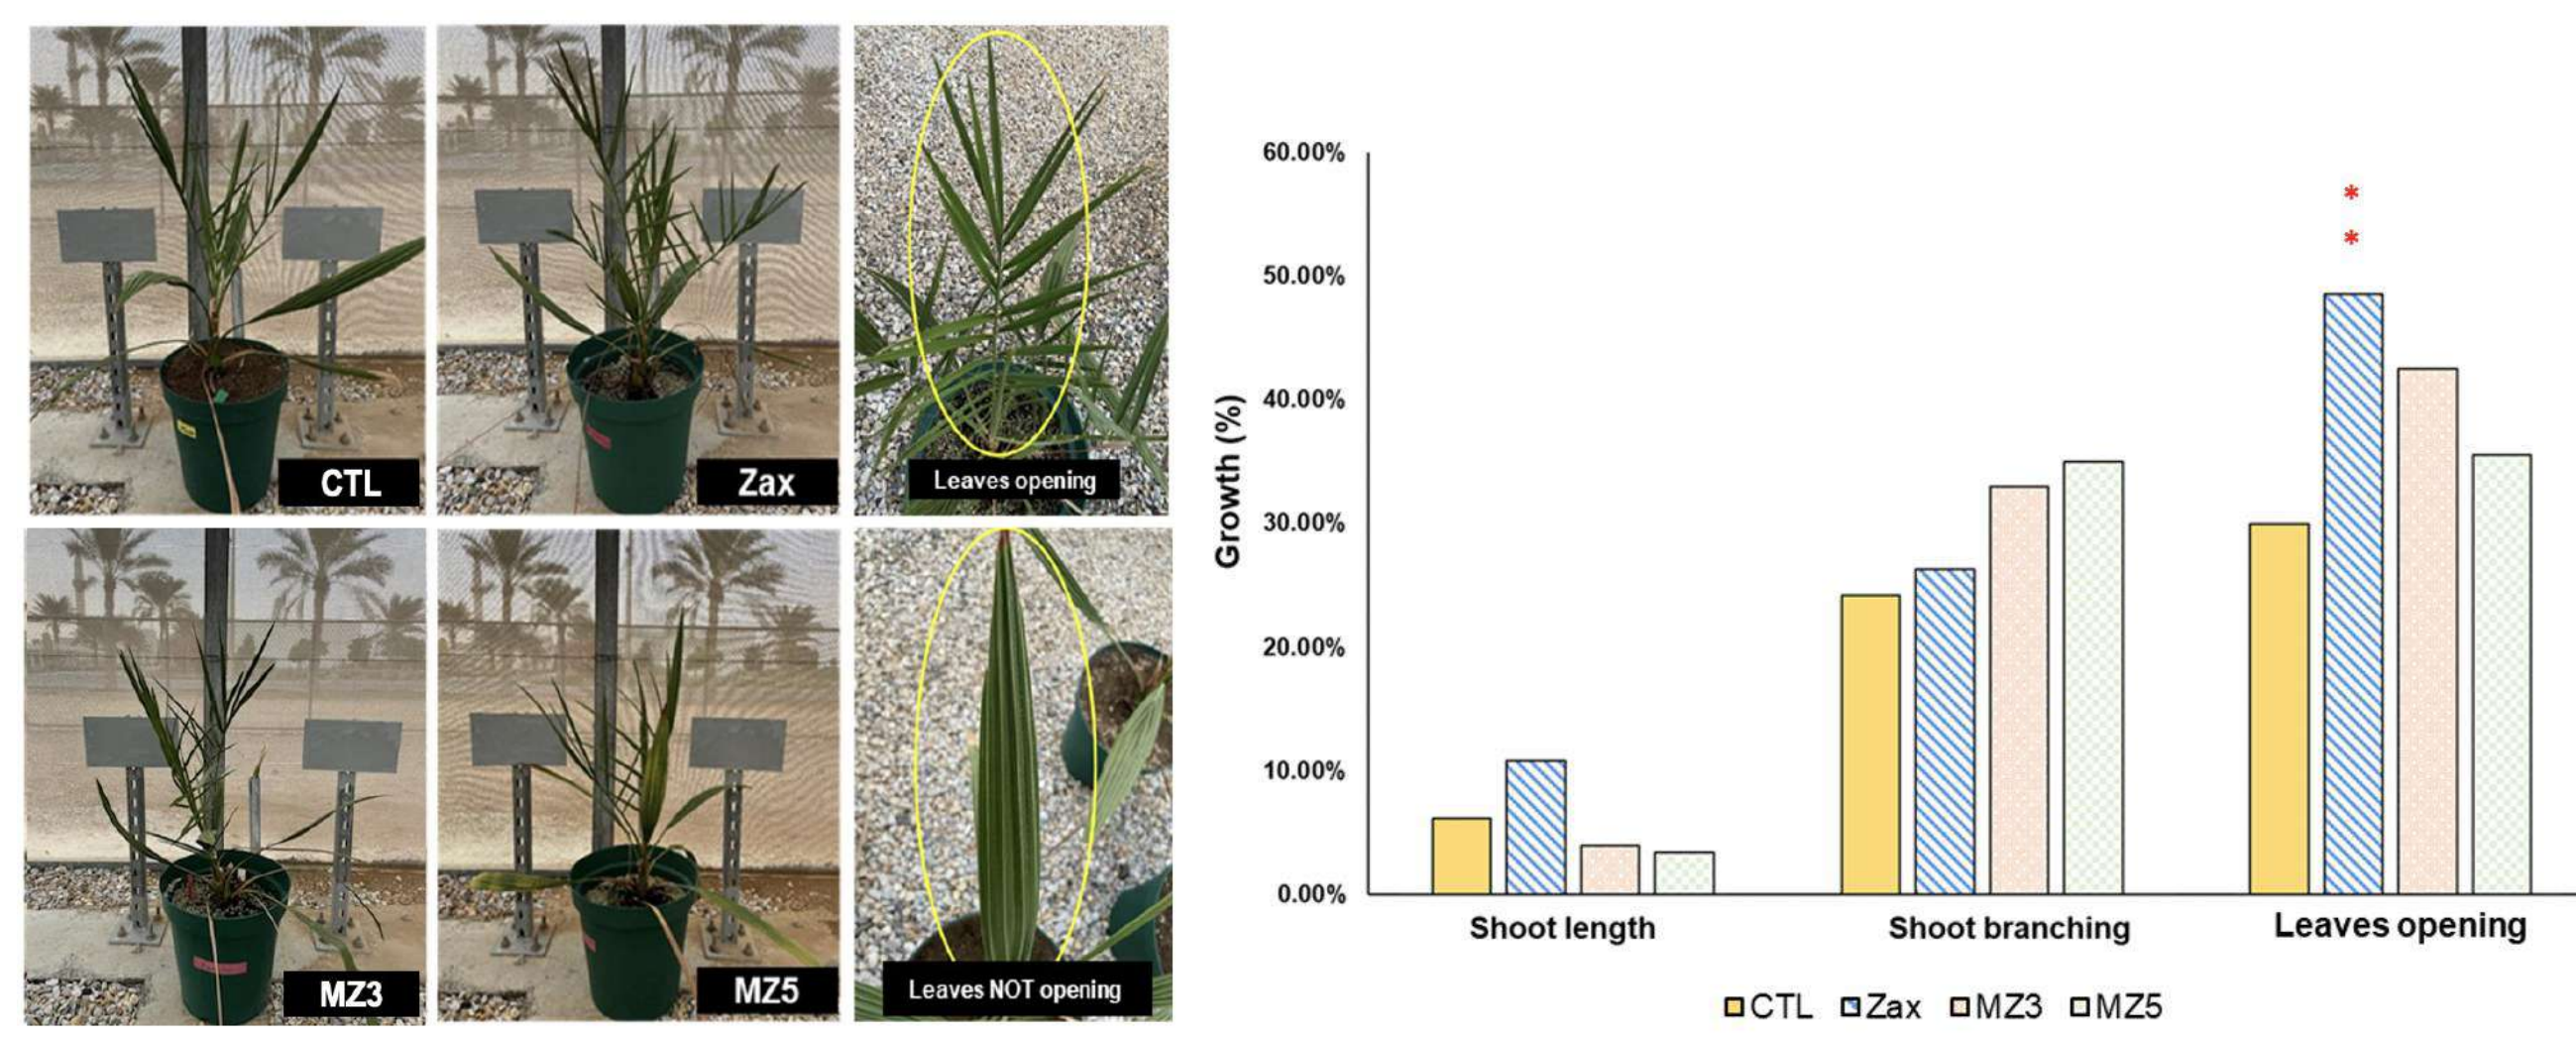 CTL
Zax
Leaves opening
MZ3
MZ5
Leaves NOT opening
Growth (%)
60.00%
50.00%
40.00%
30.00%
20.00%
10.00%
0.00%
*
*
Shoot length
Shoot branching
Leaves opening
CTL
Zax
MZ3
MZ5